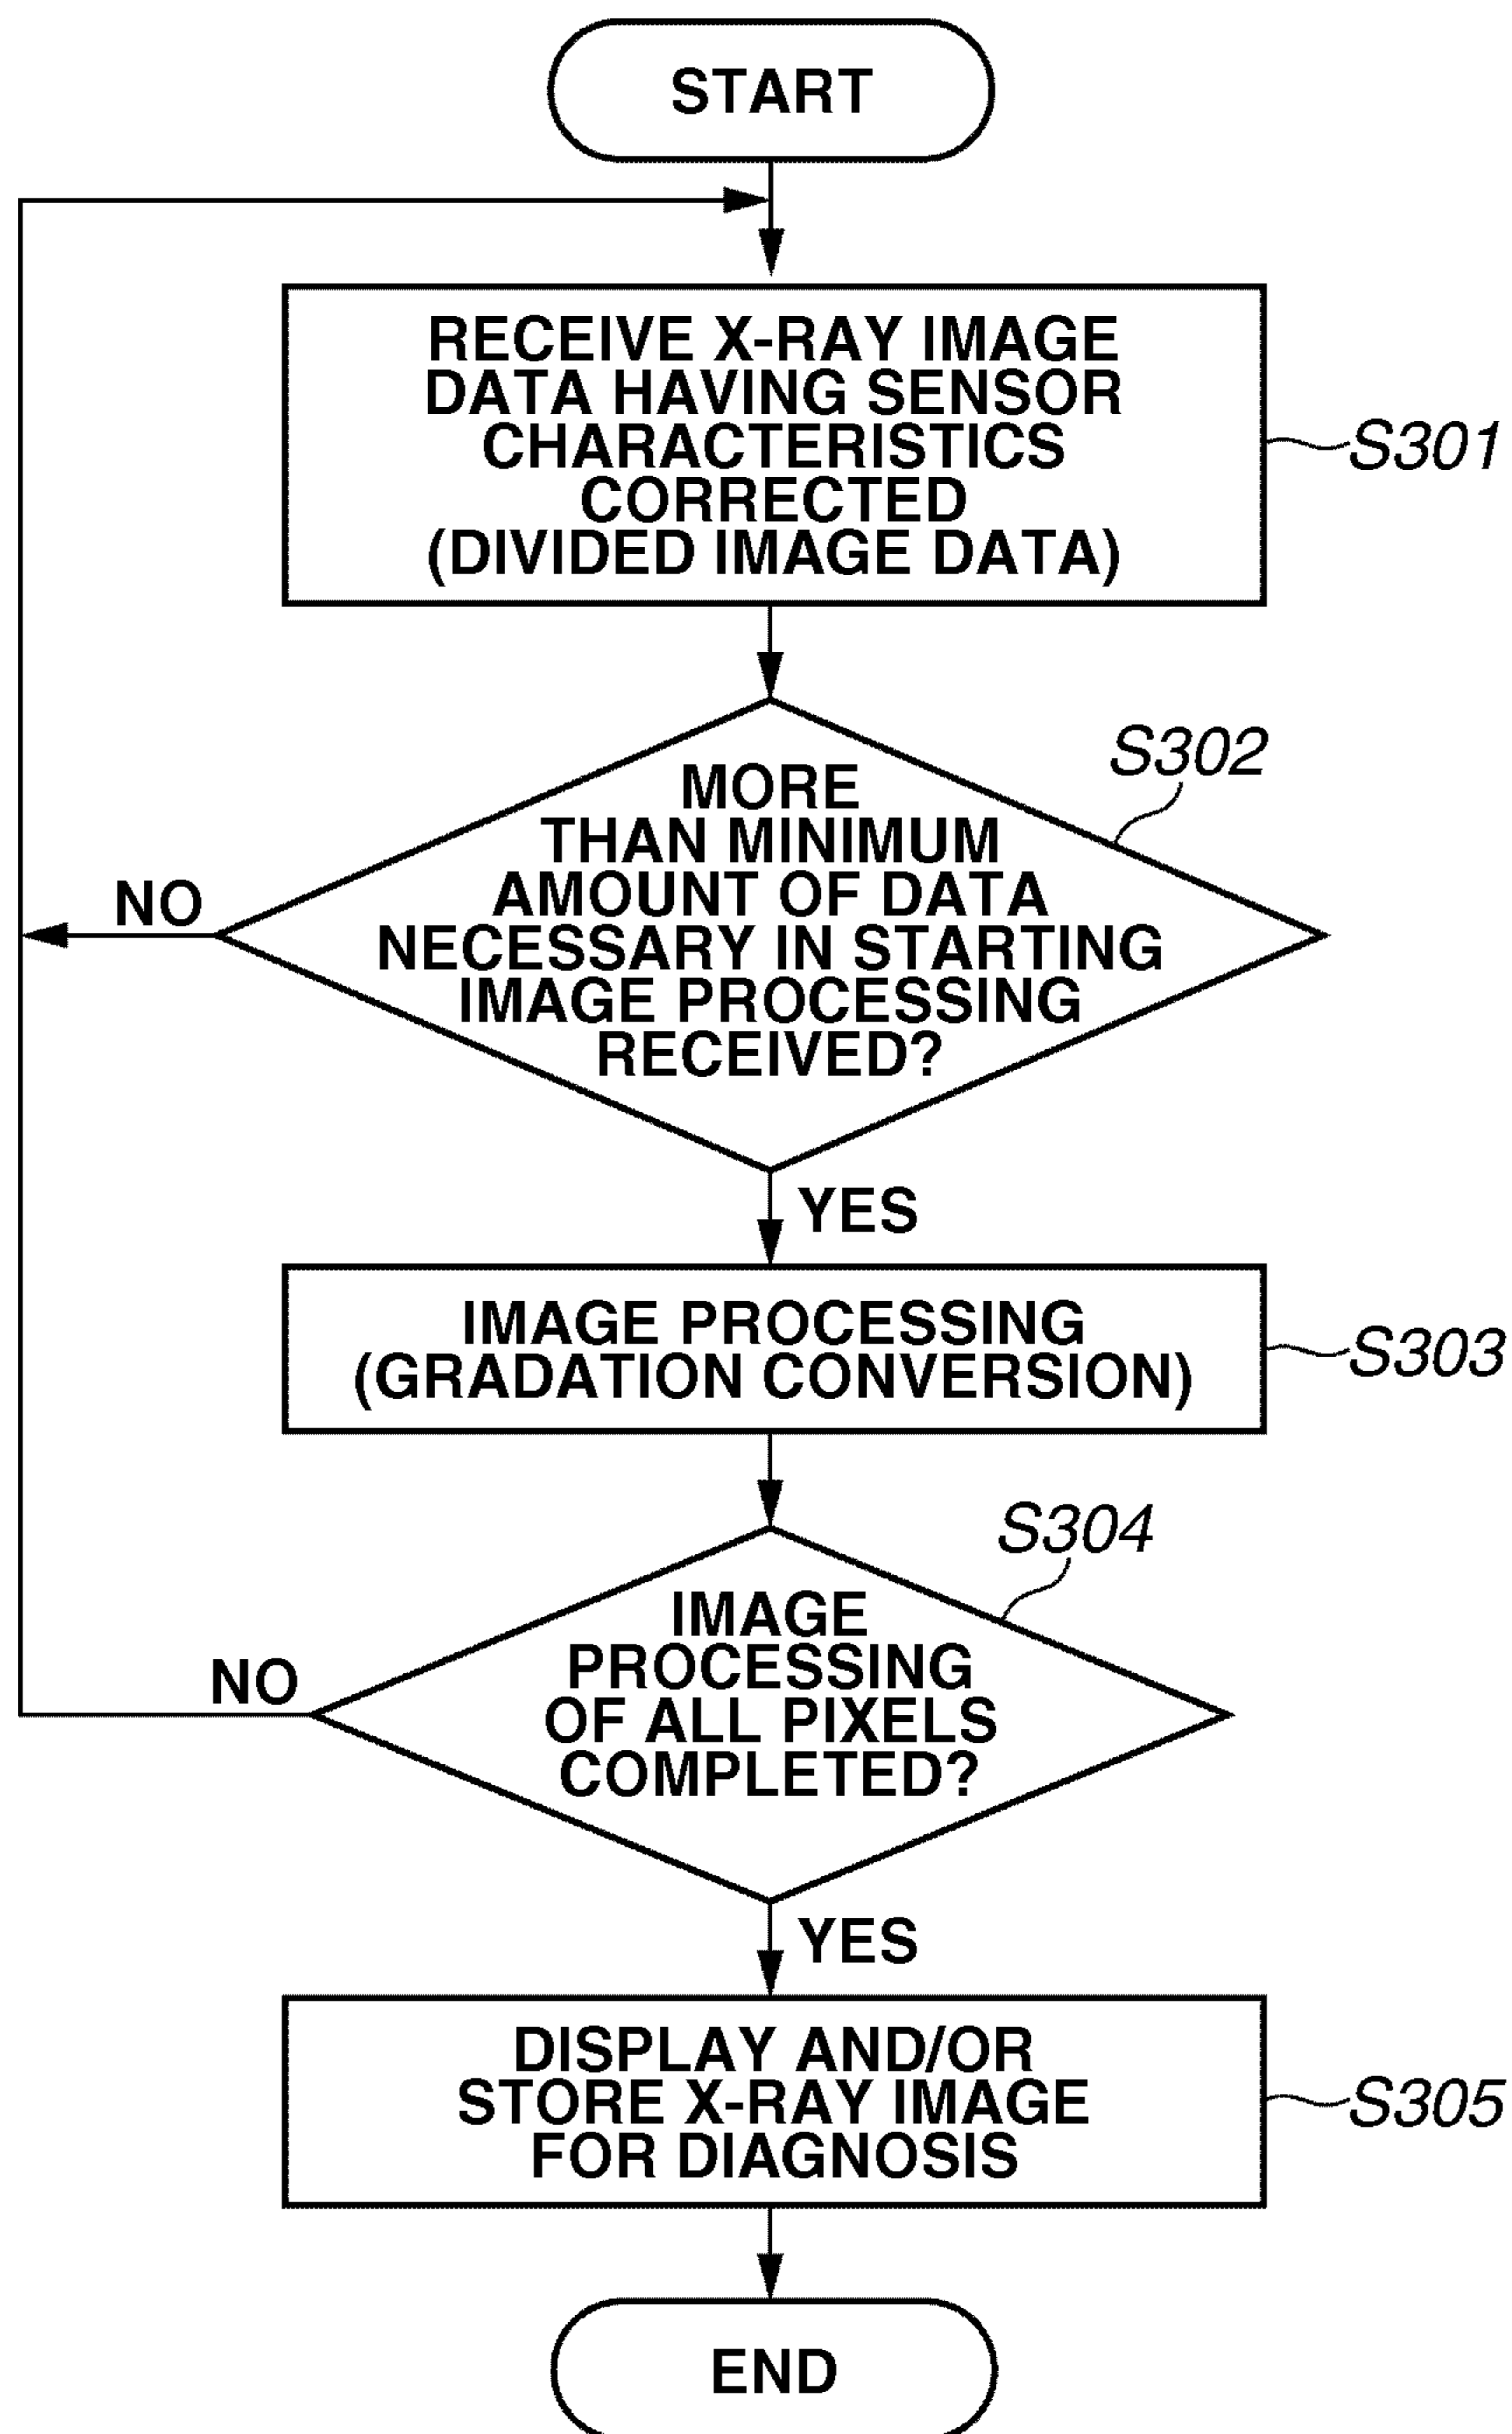 START
RECEIVE X-RAY IMAGE
DATA HAVING SENSOR
CHARACTERISTICS
CORRECTED
(DIVIDED IMAGE DATA)
S301
S302
MORE
THAN MINIMUM
AMOUNT OF DATA
NECESSARY IN STARTING
IMAGE PROCESSING
RECEIVED?
NO
YES
IMAGE PROCESSING
(GRADATION CONVERSION)
S303
S304
IMAGE
PROCESSING
OF ALL PIXELS
COMPLETED?
NO
YES
DISPLAY AND/OR
STORE X-RAY IMAGE
FOR DIAGNOSIS
S305
END